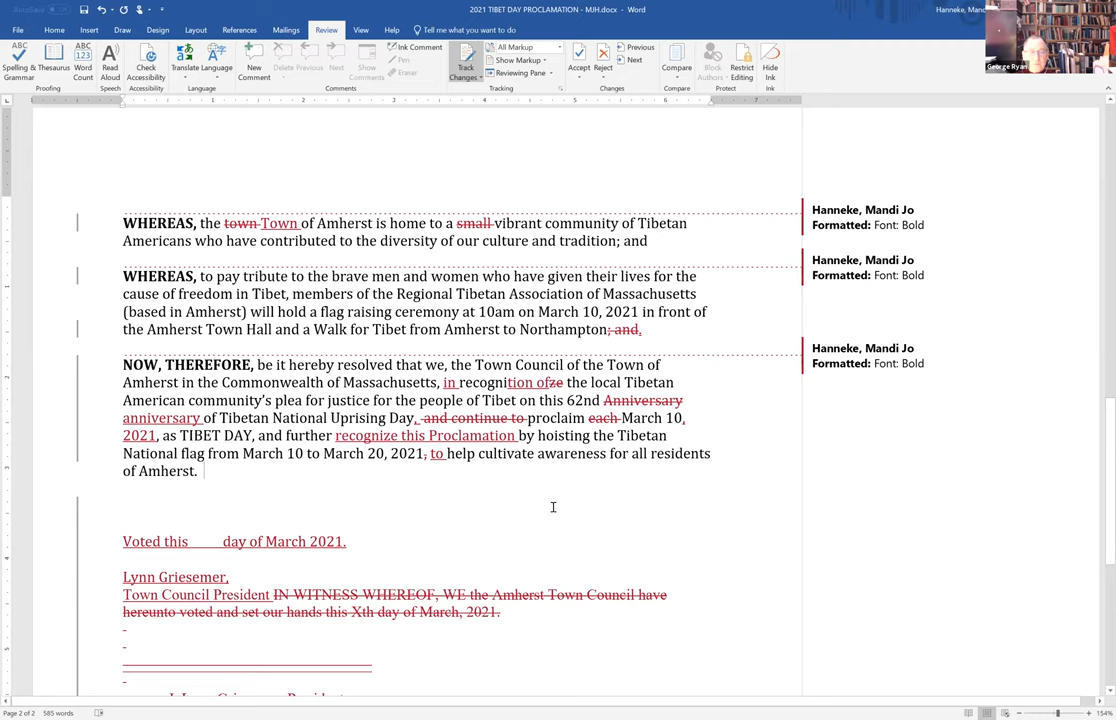 AutoSave
2021 TIBET DAY PROCLAMATION - MJH.docx - Word
Hanneke, Mandi
File Home Insert Draw Design Layout References Mailings Review View Help Tell me what you want to do
George Ryan
Spelling & Grammar
Thesaurus
Word Count
Proofing
Read Aloud
Speech
Check Accessibility
Accessibility
Translate
Language
Language
New Comment
Delete
Previous
Next
Show Comments
Ink Comment
Pen
Eraser
Comments
Track Changes
All Markup
Show Markup
Reviewing Pane
Tracking
Accept
Reject
Previous
Next
Changes
Compare
Compare
Block Authors
Restrict Editing
Protect
Hide Ink
Ink
1 2 3 4 5 6 7
WHEREAS, the town Town of Amherst is home to a small vibrant community of Tibetan
Americans who have contributed to the diversity of our culture and tradition; and
Hanneke, Mandi Jo
Formatted: Font: Bold
WHEREAS, to pay tribute to the brave men and women who have given their lives for the
cause of freedom in Tibet, members of the Regional Tibetan Association of Massachusetts
(based in Amherst) will hold a flag raising ceremony at 10am on March 10, 2021 in front of
the Amherst Town Hall and a Walk for Tibet from Amherst to Northampton; and.
Hanneke, Mandi Jo
Formatted: Font: Bold
NOW, THEREFORE, be it hereby resolved that we, the Town Council of the Town of
Amherst in the Commonwealth of Massachusetts, in recognition ofze the local Tibetan
American community's plea for justice for the people of Tibet on this 62nd Anniversary
anniversary of Tibetan National Uprising Day, and continue to proclaim each March 10,
2021, as TIBET DAY, and further recognize this Proclamation by hoisting the Tibetan
National flag from March 10 to March 20, 2021, to help cultivate awareness for all residents
of Amherst.
Hanneke, Mandi Jo
Formatted: Font: Bold
Voted this ____ day of March 2021.
Lynn Griesemer,
Town Council President IN WITNESS WHEREOF, WE the Amherst Town Council have
hereunto voted and set our hands this Xth day of March, 2021.
Page 2 of 2 585 words
154%